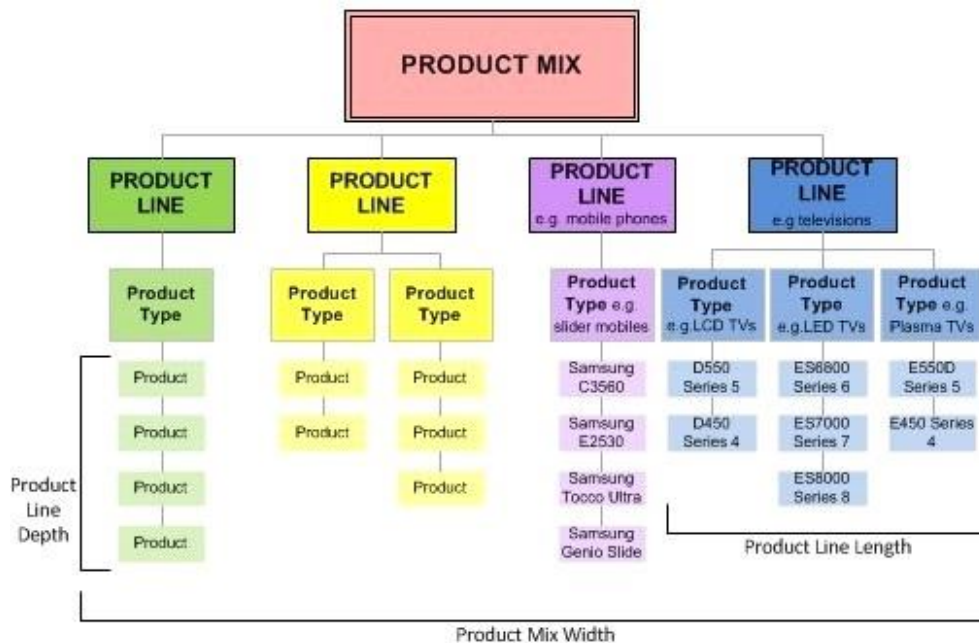 PRODUCT MIX
PRODUCT
LINE
PRODUCT
LINE
PRODUCT
LINE
e.g. mobile phones
PRODUCT
LINE
e.g televisions
Product
Type
Product
Type
Product
Type
Product
Type e.g.
slider mobiles
Product
Type
e.g.LCD TVs
Product
Type
e.g.LED TVs
Product
Type e.g.
Plasma TVs
Product
Product
Product
Product
Product
Product
Product
Product
Product
Samsung
C3560
Samsung
E2530
Samsung
Tocco Ultra
Samsung
Genio Slide
D550
Series 5
D450
Series 4
ES6800
Series 6
ES7000
Series 7
ES8000
Series 8
E550D
Series 5
E450 Series
4
Product
Line
Depth
Product Line Length
Product Mix Width